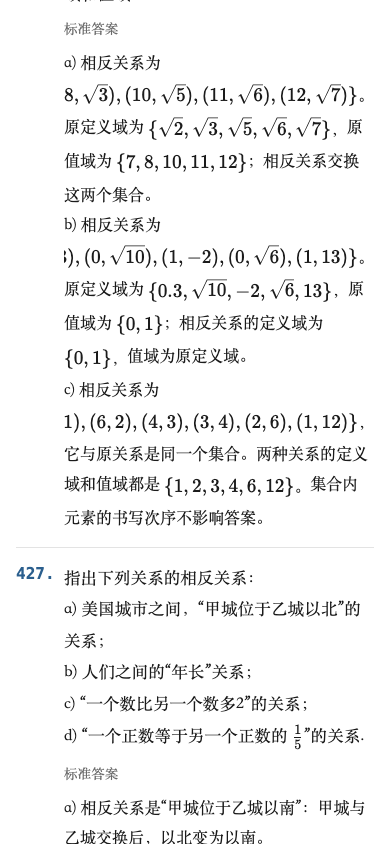 标准答案
a) 相反关系为
8, √3), (10, √5), (11, √6), (12, √7)}。
原定义域为 {√2, √3, √5, √6, √7}，原
值域为 {7, 8, 10, 11, 12}；相反关系交换
这两个集合。
b) 相反关系为
), (0, √10), (1, −2), (0, √6), (1, 13)}。
原定义域为 {0.3, √10, −2, √6, 13}，原
值域为 {0, 1}；相反关系的定义域为
{0, 1}，值域为原定义域。
c) 相反关系为
1), (6, 2), (4, 3), (3, 4), (2, 6), (1, 12)}，
它与原关系是同一个集合。两种关系的定义
域和值域都是 {1, 2, 3, 4, 6, 12}。集合内
元素的书写次序不影响答案。
427. 指出下列关系的相反关系：
a) 美国城市之间，“甲城位于乙城以北”的
关系；
b) 人们之间的“年长”关系；
c) “一个数比另一个数多2”的关系；
d) “一个正数等于另一个正数的 1/5”的关系.
标准答案
a) 相反关系是“甲城位于乙城以南”：甲城与
乙城交换后，以北变为以南。